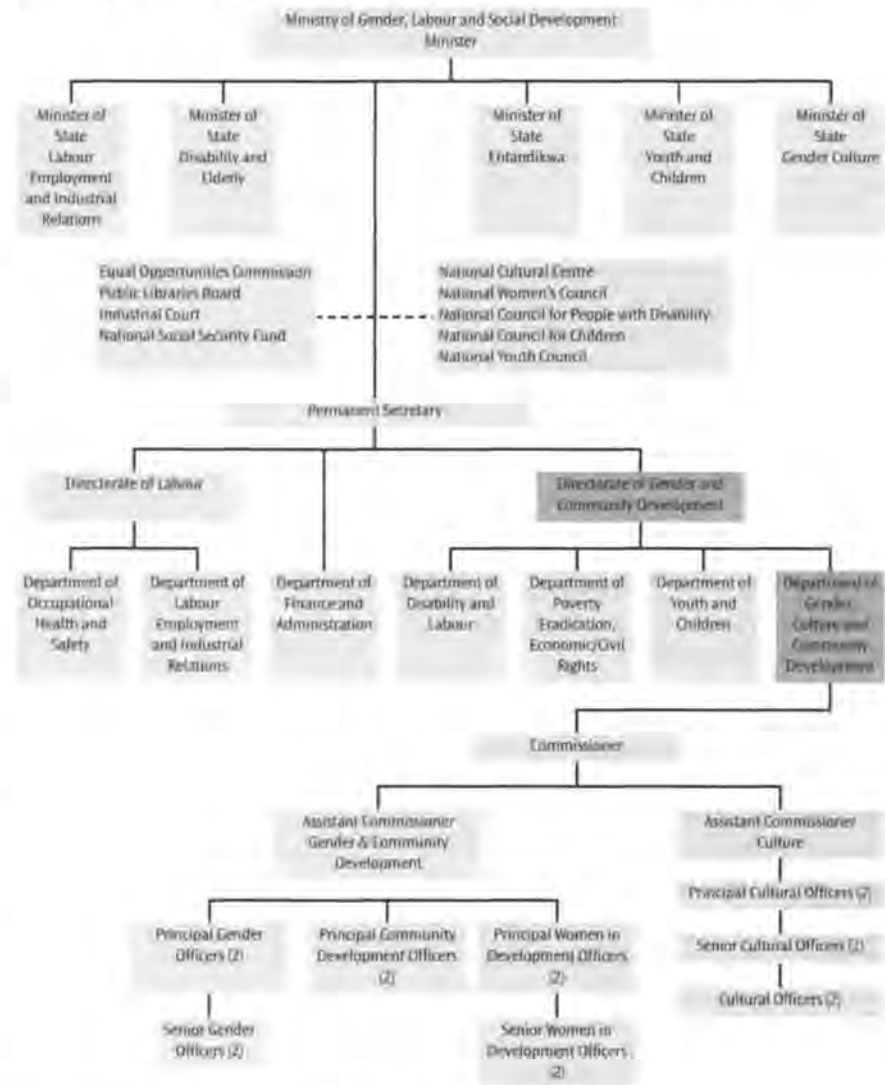 Ministry of Gender, Labour and Social Development
Minister
Minister of
State
Labour
Employment
and Industrial
Relations
Minister of
State
Disability and
Elderly
Minister of
State
Entandikwa
Minister of
State
Youth and
Children
Minister of
State
Gender Culture
Equal Opportunities Commission
Public Libraries Board
Industrial Court
National Social Security Fund
National Cultural Centre
National Women's Council
National Council for People with Disability
National Council for Children
National Youth Council
Permanent Secretary
Directorate of Labour
Directorate of Gender and
Community Development
Department of
Occupational
Health and
Safety
Department of
Labour
Employment
and Industrial
Relations
Department of
Finance and
Administration
Department of
Disability and
Labour
Department of
Poverty
Eradication,
Economic/Civil
Rights
Department of
Youth and
Children
Department of
Gender,
Culture and
Community
Development
Commissioner
Assistant Commissioner
Gender & Community
Development
Assistant Commissioner
Culture
Principal Gender
Officers (2)
Principal Community
Development Officers
(2)
Principal Women in
Development Officers
(2)
Principal Cultural Officers (2)
Senior Cultural Officers (2)
Cultural Officers (2)
Senior Gender
Officers (2)
Senior Women in
Development Officers
(2)